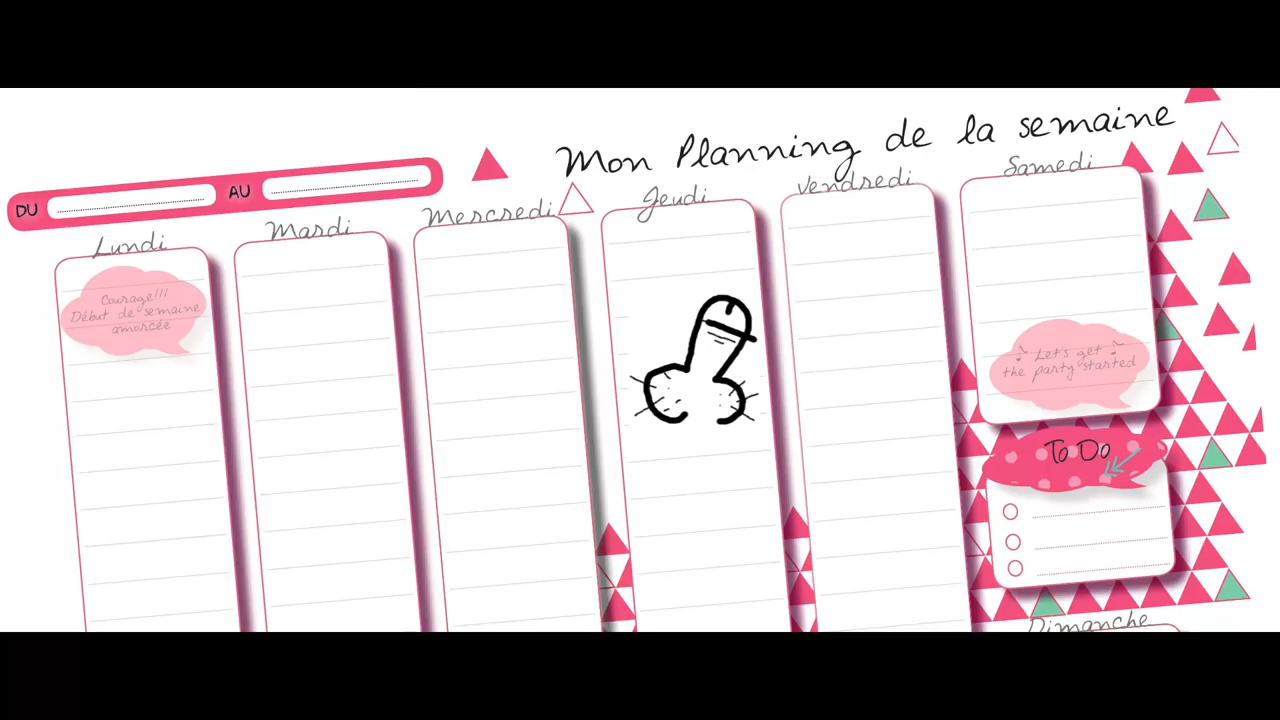 Mon Planning de la semaine
DU AU
Lundi
Mardi
Mercredi
Jeudi
Vendredi
Samedi
Courage!!!
Début de semaine
amorcée
Let's get
the party started
To Do
Dimanche